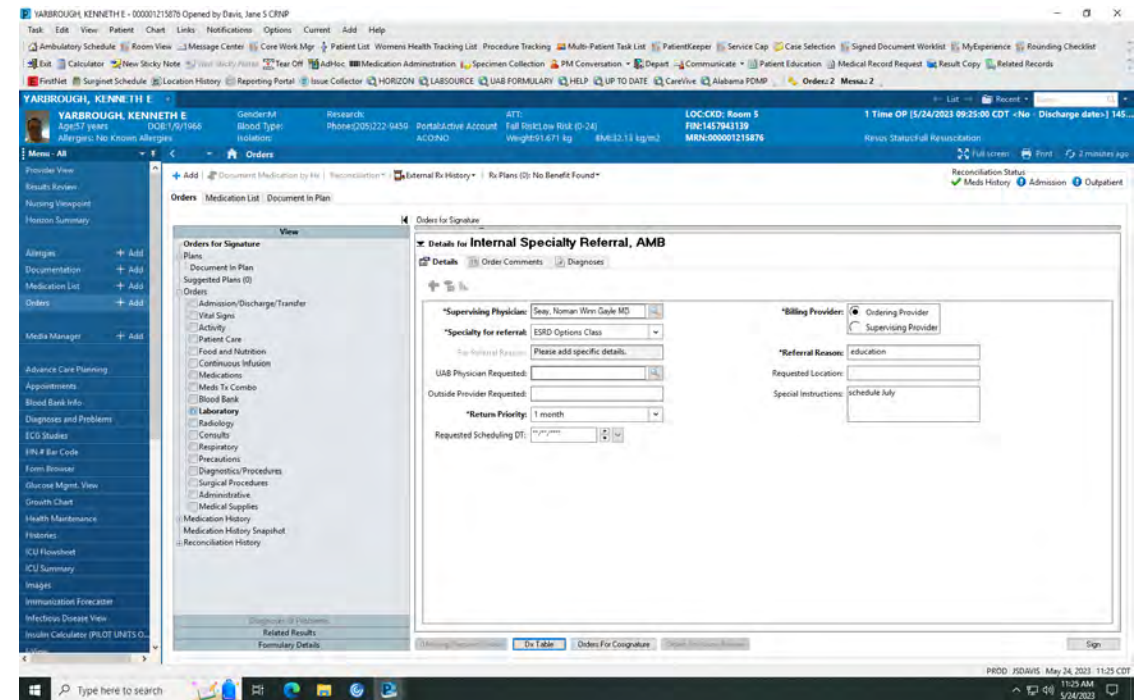 YARBROUGH, KENNETH E - 000001215876 Opened by Davis, Jane S CRNP
Task Edit View Patient Chart Links Notifications Options Current Add Help
Ambulatory Schedule Room View Message Center Core Work Mgr Patient List Womens Health Tracking List Procedure Tracking Multi-Patient Task List PatientKeeper Service Cap Case Selection Signed Document Worklist MyExperience Rounding Checklist
Exit Calculator New Sticky Note Tear Off AdHoc Medication Administration Specimen Collection PM Conversation Depart Communicate Patient Education Medical Record Request Result Copy Related Records
FirstNet Surginet Schedule Location History Reporting Portal Issue Collector HORIZON LABSOURCE UAB FORMULARY HELP UP TO DATE CareVive Alabama PDMP Order: 2 Messa: 2
YARBROUGH, KENNETH E List Recent
YARBROUGH, KENNETH E Gender:M Research: ATT: LOC:CKD; Room 5 1 Time OP [5/24/2023 09:25:00 CDT <No - Discharge date>] 145...
Age:57 years DOB:1/9/1966 Blood Type: Phone:(205)222-9459 Portal:Active Account Fall Risk:Low Risk (0-24) FIN:1457943139
Allergies: No Known Allergies Isolation: ACO:NO Weight:91.671 kg BMI:32.13 kg/m2 MRN:000001215876 Resus Status:Full Resuscitation
Menu - All Orders Full screen Print 2 minutes ago
Provider View
Results Review
Nursing Viewpoint
Horizon Summary
Allergies + Add
Documentation + Add
Medication List + Add
Orders + Add
Media Manager + Add
Advance Care Planning
Appointments
Blood Bank Info
Diagnoses and Problems
ECG Studies
FIN # Bar Code
Form Browser
Glucose Mgmt. View
Growth Chart
Health Maintenance
Histories
ICU Flowsheet
ICU Summary
Images
Immunization Forecaster
Infectious Disease View
Insulin Calculator (PILOT UNITS O...
+ Add Document Medication by Hx Reconciliation External Rx History Rx Plans (0): No Benefit Found
Reconciliation Status
Meds History Admission Outpatient
Orders Medication List Document In Plan
View
Orders for Signature
Plans
Document In Plan
Suggested Plans (0)
Orders
Admission/Discharge/Transfer
Vital Signs
Activity
Patient Care
Food and Nutrition
Continuous Infusion
Medications
Meds Tx Combo
Blood Bank
Laboratory
Radiology
Consults
Respiratory
Precautions
Diagnostics/Procedures
Surgical Procedures
Administrative
Medical Supplies
Medication History
Medication History Snapshot
Reconciliation History
Diagnoses & Problems
Related Results
Formulary Details
Orders for Signature
Details for Internal Specialty Referral, AMB
Details Order Comments Diagnoses
*Supervising Physician: Seay, Noman Winn Gayle MD
*Specialty for referral: ESRD Options Class
For Referral Reason: Please add specific details.
UAB Physician Requested:
Outside Provider Requested:
*Return Priority: 1 month
Requested Scheduling DT: **/**/****
*Billing Provider: Ordering Provider
Supervising Provider
*Referral Reason: education
Requested Location:
Special Instructions: schedule July
Dx Table Orders For Cosignature Sign
PROD JSDAVIS May 24, 2023 11:25 CDT
Type here to search
11:25 AM
5/24/2023